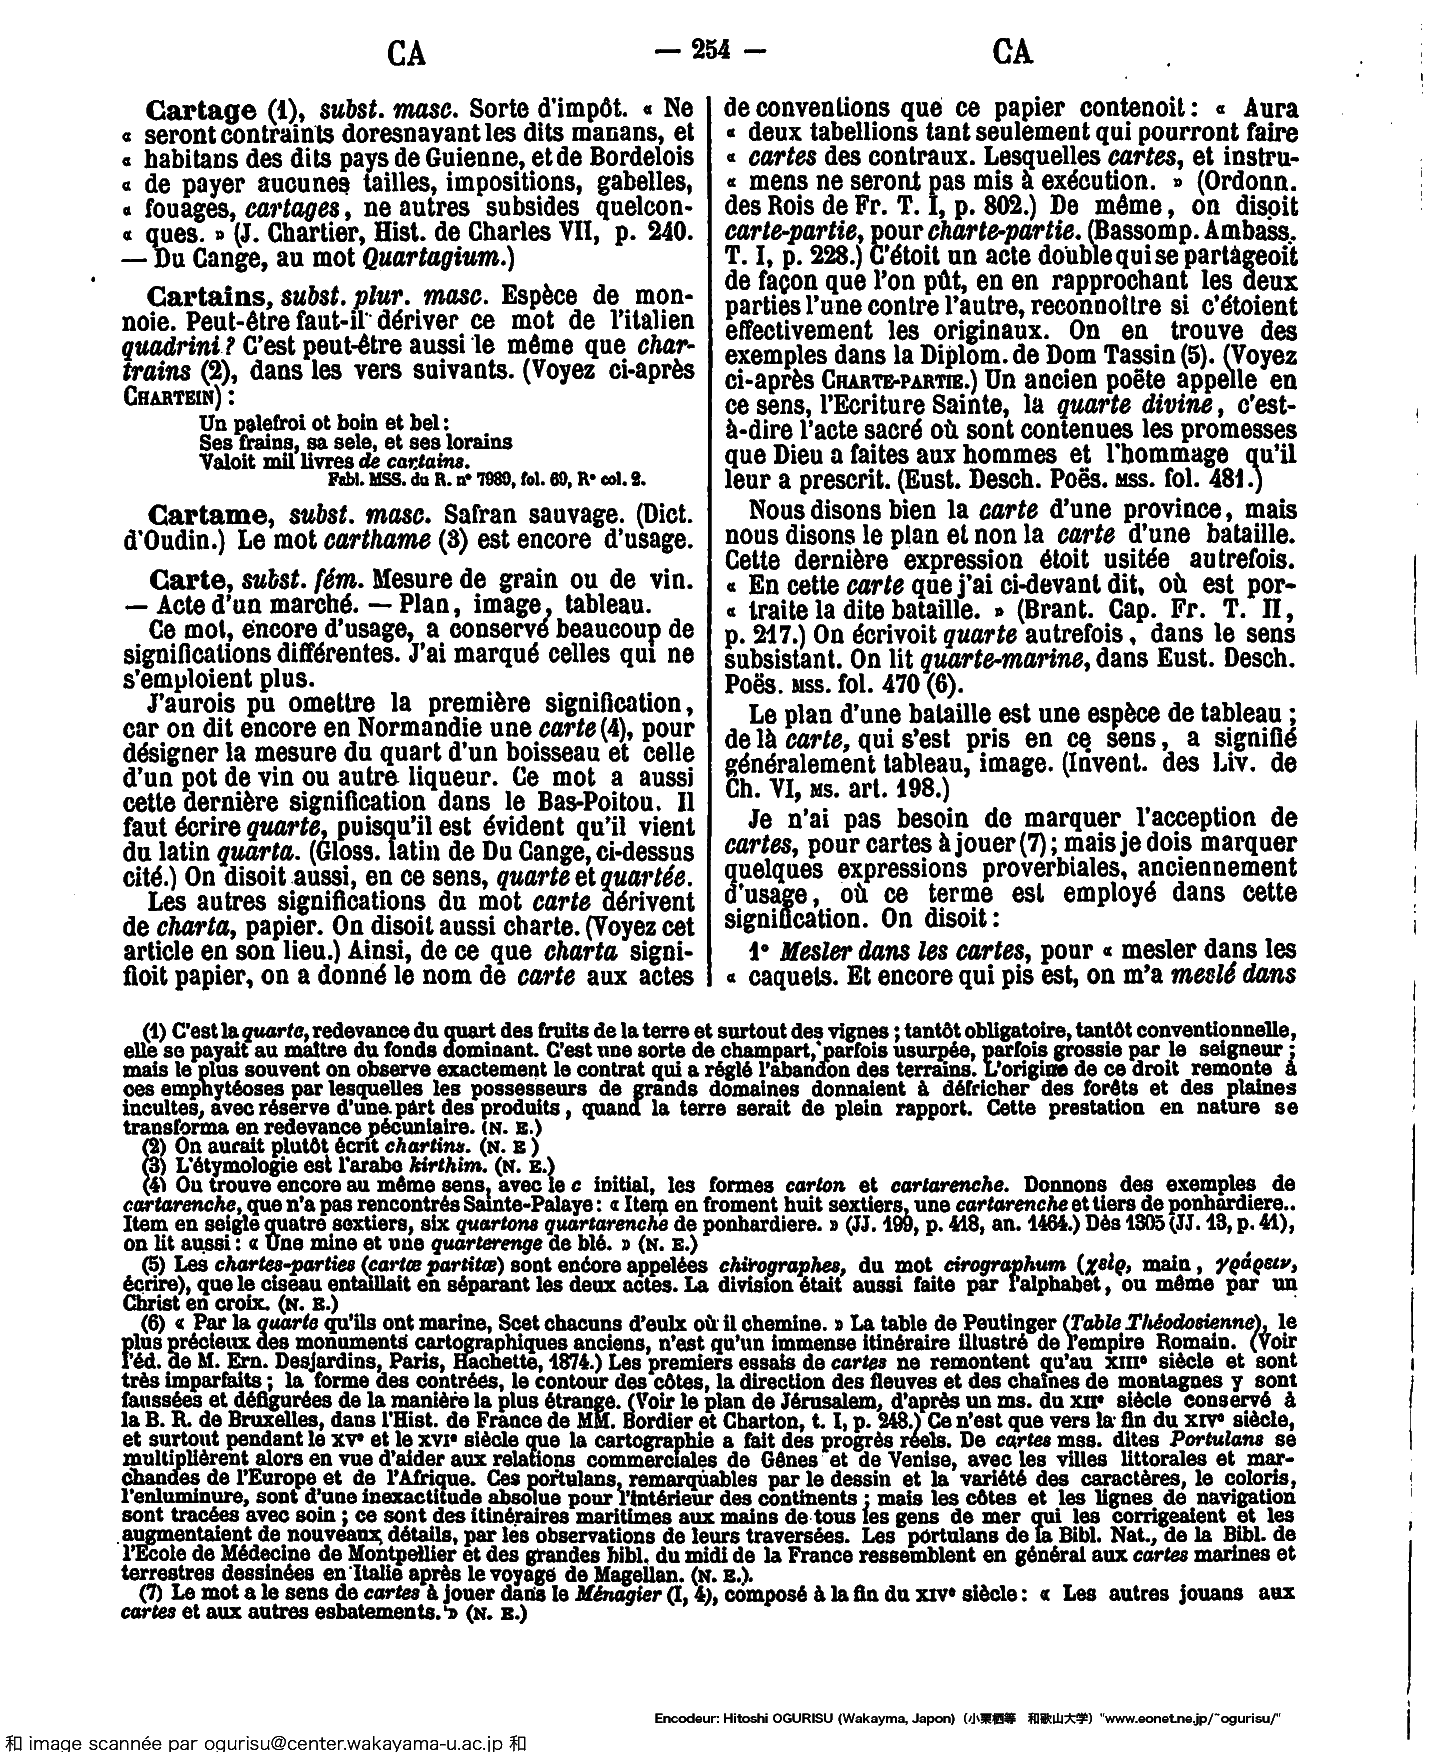 CA — 254 — CA
Cartage (1), subst. masc. Sorte d'impôt. « Ne
« seront contraints doresnavant les dits manans, et
« habitans des dits pays de Guienne, et de Bordelois
« de payer aucunes tailles, impositions, gabelles,
« fouages, cartages, ne autres subsides quelcon-
« ques. » (J. Chartier, Hist. de Charles VII, p. 240.
— Du Cange, au mot Quartagium.)
Cartains, subst. plur. masc. Espèce de mon-
noie. Peut-être faut-il dériver ce mot de l'italien
quadrini? C'est peut-être aussi le même que char-
trains (2), dans les vers suivants. (Voyez ci-après
CHARTEIN) :
Un palefroi ot boin et bel :
Ses frains, sa sele, et ses lorains
Valoit mil livres de cartains.
Fabl. MSS. du R. nº 7989, fol. 69, Rº col. 2.
Cartame, subst. masc. Safran sauvage. (Dict.
d'Oudin.) Le mot carthame (3) est encore d'usage.
Carte, subst. fém. Mesure de grain ou de vin.
— Acte d'un marché. — Plan, image, tableau.
Ce mot, encore d'usage, a conservé beaucoup de
significations différentes. J'ai marqué celles qui ne
s'emploient plus.
J'aurois pu omettre la première signification,
car on dit encore en Normandie une carte (4), pour
désigner la mesure du quart d'un boisseau et celle
d'un pot de vin ou autre liqueur. Ce mot a aussi
cette dernière signification dans le Bas-Poitou. Il
faut écrire quarte, puisqu'il est évident qu'il vient
du latin quarta. (Gloss. latin de Du Cange, ci-dessus
cité.) On disoit aussi, en ce sens, quarte et quartée.
Les autres significations du mot carte dérivent
de charta, papier. On disoit aussi charte. (Voyez cet
article en son lieu.) Ainsi, de ce que charta signi-
fioit papier, on a donné le nom de carte aux actes
de conventions que ce papier contenoit : « Aura
« deux tabellions tant seulement qui pourront faire
« cartes des contraux. Lesquelles cartes, et instru-
« mens ne seront pas mis à exécution. » (Ordonn.
des Rois de Fr. T. I, p. 802.) De même, on disoit
carte-partie, pour charte-partie. (Bassomp. Ambass.
T. I, p. 228.) C'étoit un acte double qui se partageoit
de façon que l'on pût, en en rapprochant les deux
parties l'une contre l'autre, reconnoître si c'étoient
effectivement les originaux. On en trouve des
exemples dans la Diplom. de Dom Tassin (5). (Voyez
ci-après CHARTE-PARTIE.) Un ancien poëte appelle en
ce sens, l'Ecriture Sainte, la quarte divine, c'est-
à-dire l'acte sacré où sont contenues les promesses
que Dieu a faites aux hommes et l'hommage qu'il
leur a prescrit. (Eust. Desch. Poës. MSS. fol. 481.)
Nous disons bien la carte d'une province, mais
nous disons le plan et non la carte d'une bataille.
Cette dernière expression étoit usitée autrefois.
« En cette carte que j'ai ci-devant dit, où est por-
« traite la dite bataille. » (Brant. Cap. Fr. T. II,
p. 217.) On écrivoit quarte autrefois, dans le sens
subsistant. On lit quarte-marine, dans Eust. Desch.
Poës. MSS. fol. 470 (6).
Le plan d'une bataille est une espèce de tableau ;
de là carte, qui s'est pris en ce sens, a signifié
généralement tableau, image. (Invent. des Liv. de
Ch. VI, MS. art. 198.)
Je n'ai pas besoin de marquer l'acception de
cartes, pour cartes à jouer (7) ; mais je dois marquer
quelques expressions proverbiales, anciennement
d'usage, où ce terme est employé dans cette
signification. On disoit :
1º Mesler dans les cartes, pour « mesler dans les
« caquets. Et encore qui pis est, on m'a meslé dans
(1) C'est la quarte, redevance du quart des fruits de la terre et surtout des vignes ; tantôt obligatoire, tantôt conventionnelle,
elle se payait au maître du fonds dominant. C'est une sorte de champart, parfois usurpée, parfois grossie par le seigneur ;
mais le plus souvent on observe exactement le contrat qui a réglé l'abandon des terrains. L'origine de ce droit remonte à
ces emphytéoses par lesquelles les possesseurs de grands domaines donnaient à défricher des forêts et des plaines
incultes, avec réserve d'une part des produits, quand la terre serait de plein rapport. Cette prestation en nature se
transforma en redevance pécuniaire. (N. E.)
(2) On aurait plutôt écrit chartins. (N. E )
(3) L'étymologie est l'arabe kirthim. (N. E.)
(4) Ou trouve encore au même sens, avec le c initial, les formes carton et cartarenche. Donnons des exemples de
cartarenche, que n'a pas rencontrés Sainte-Palaye : « Item en froment huit sextiers, une cartarenche et tiers de ponhardiere..
Item en seigle quatre sextiers, six quartons quartarenche de ponhardiere. » (JJ. 199, p. 418, an. 1464.) Dès 1305 (JJ. 13, p. 41),
on lit aussi : « Une mine et une quarterenge de blé. » (N. E.)
(5) Les chartes-parties (cartæ partitæ) sont encore appelées chirographes, du mot cirographum (χεὶρ, main, γράφειν,
écrire), que le ciseau entaillait en séparant les deux actes. La division était aussi faite par l'alphabet, ou même par un
Christ en croix. (N. E.)
(6) « Par la quarte qu'ils ont marine, Scet chacuns d'eulx où il chemine. » La table de Peutinger (Table Théodosienne), le
plus précieux des monuments cartographiques anciens, n'est qu'un immense itinéraire illustré de l'empire Romain. (Voir
l'éd. de M. Ern. Desjardins, Paris, Hachette, 1874.) Les premiers essais de cartes ne remontent qu'au XIIIe siècle et sont
très imparfaits ; la forme des contrées, le contour des côtes, la direction des fleuves et des chaînes de montagnes y sont
faussées et défigurées de la manière la plus étrange. (Voir le plan de Jérusalem, d'après un ms. du XIIe siècle conservé à
la B. R. de Bruxelles, dans l'Hist. de France de MM. Bordier et Charton, t. I, p. 248.) Ce n'est que vers la fin du XIVe siècle,
et surtout pendant le XVe et le XVIe siècle que la cartographie a fait des progrès réels. De cartes mss. dites Portulans se
multiplièrent alors en vue d'aider aux relations commerciales de Gênes et de Venise, avec les villes littorales et mar-
chandes de l'Europe et de l'Afrique. Ces portulans, remarquables par le dessin et la variété des caractères, le coloris,
l'enluminure, sont d'une inexactitude absolue pour l'intérieur des continents ; mais les côtes et les lignes de navigation
sont tracées avec soin ; ce sont des itinéraires maritimes aux mains de tous les gens de mer qui les corrigeaient et les
augmentaient de nouveaux détails, par les observations de leurs traversées. Les portulans de la Bibl. Nat., de la Bibl. de
l'Ecole de Médecine de Montpellier et des grandes bibl. du midi de la France ressemblent en général aux cartes marines et
terrestres dessinées en Italie après le voyage de Magellan. (N. E.).
(7) Le mot a le sens de cartes à jouer dans le Ménagier (I, 4), composé à la fin du XIVe siècle : « Les autres jouans aux
cartes et aux autres esbatements. » (N. E.)
Encodeur: Hitoshi OGURISU (Wakayma, Japon)（小栗栖等　和歌山大学）"www.eonet.ne.jp/~ogurisu/"
和 image scannée par ogurisu@center.wakayama-u.ac.jp 和